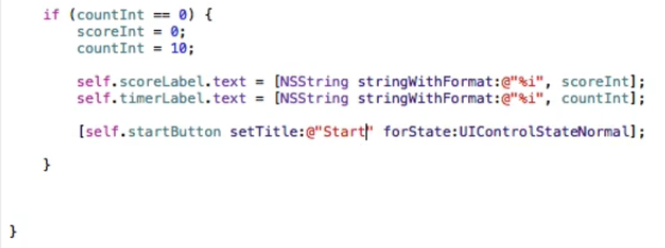 if (countInt == 0) {
scoreInt = 0;
countInt = 10;
self.scoreLabel.text = [NSString stringWithFormat:@"%i", scoreInt];
self.timerLabel.text = [NSString stringWithFormat:@"%i", countInt];
[self.startButton setTitle:@"Start" forState:UIControlStateNormal];
}
}